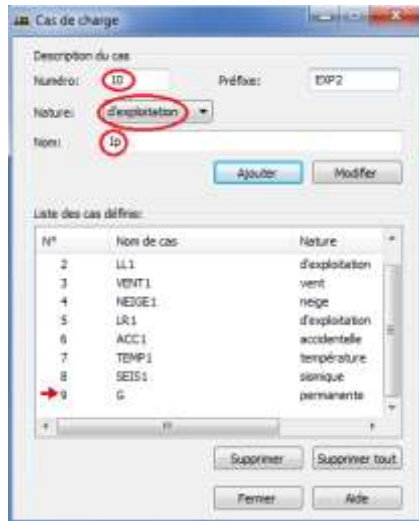 Cas de charge
Description du cas
Numéro: 10 Préfixe: EXP2
Nature: d'exploitation
Nom: Ip
Ajouter Modifier
Liste des cas définis:
N° Nom de cas Nature
2 LL1 d'exploitation
3 VENT1 vent
4 NEIGE1 neige
5 LR1 d'exploitation
6 ACC1 accidentelle
7 TEMP1 température
8 SEIS1 sismique
9 G permanente
Supprimer Supprimer tout
Fermer Aide